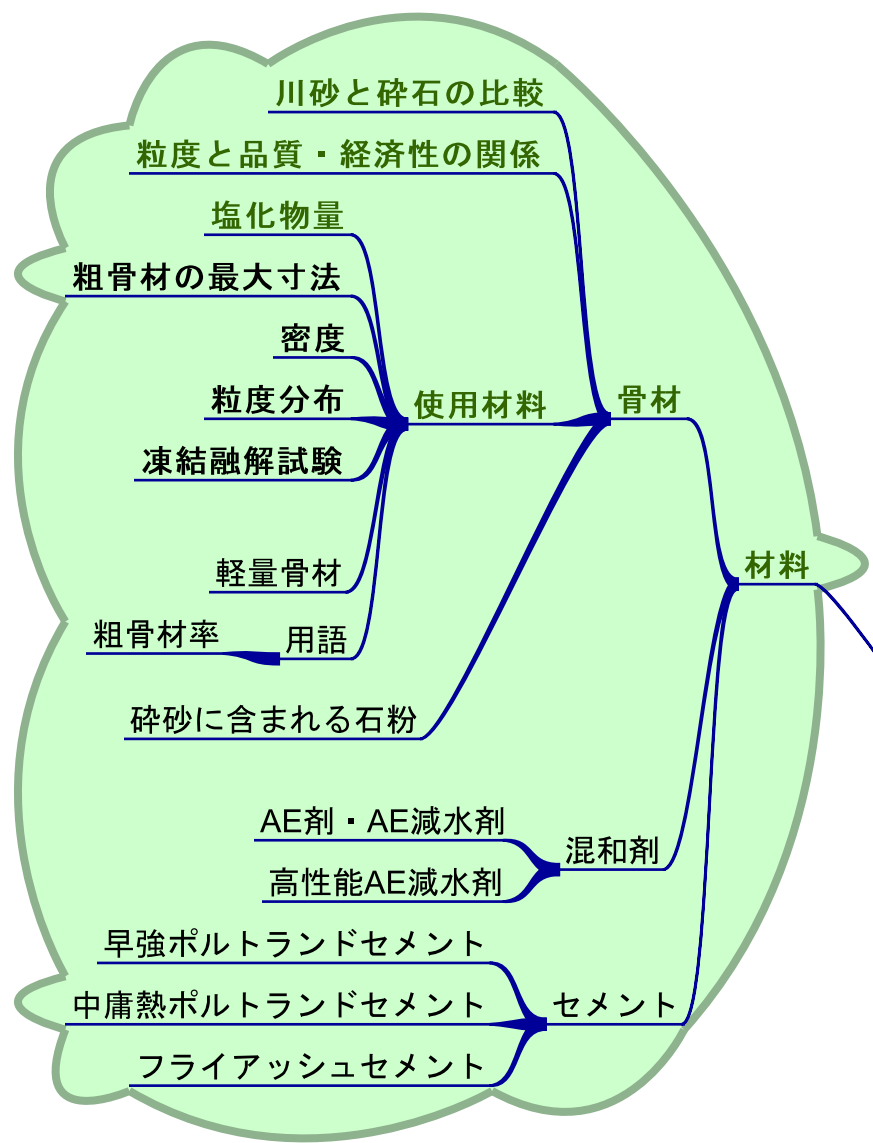 川砂と砕石の比較
粒度と品質・経済性の関係
塩化物量
粗骨材の最大寸法
密度
粒度分布
使用材料
骨材
凍結融解試験
材料
軽量骨材
粗骨材率
用語
砕砂に含まれる石粉
AE剤・AE減水剤
混和剤
高性能AE減水剤
早強ポルトランドセメント
中庸熱ポルトランドセメント
セメント
フライアッシュセメント